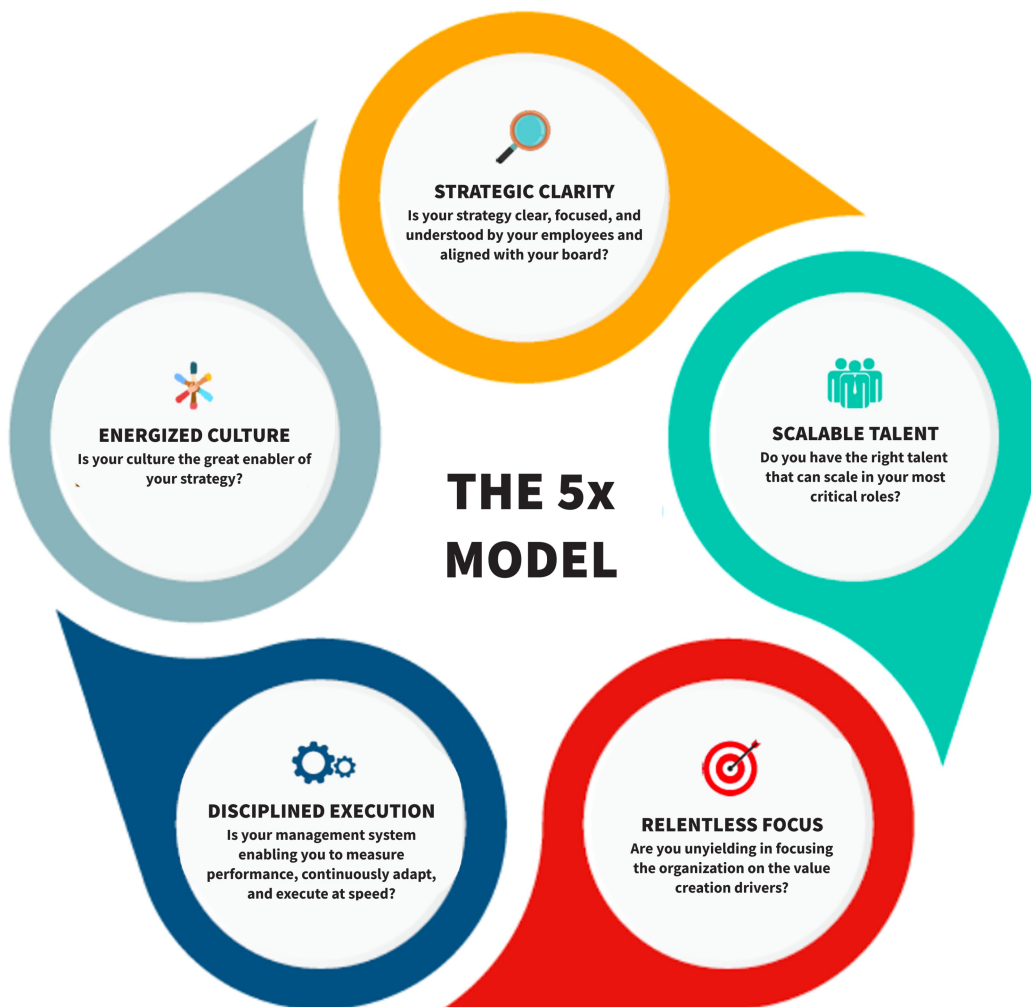 STRATEGIC CLARITY
Is your strategy clear, focused, and
understood by your employees and
aligned with your board?
SCALABLE TALENT
Do you have the right talent
that can scale in your most
critical roles?
RELENTLESS FOCUS
Are you unyielding in focusing
the organization on the value
creation drivers?
DISCIPLINED EXECUTION
Is your management system
enabling you to measure
performance, continuously adapt,
and execute at speed?
ENERGIZED CULTURE
Is your culture the great enabler of
your strategy?
THE 5x
MODEL